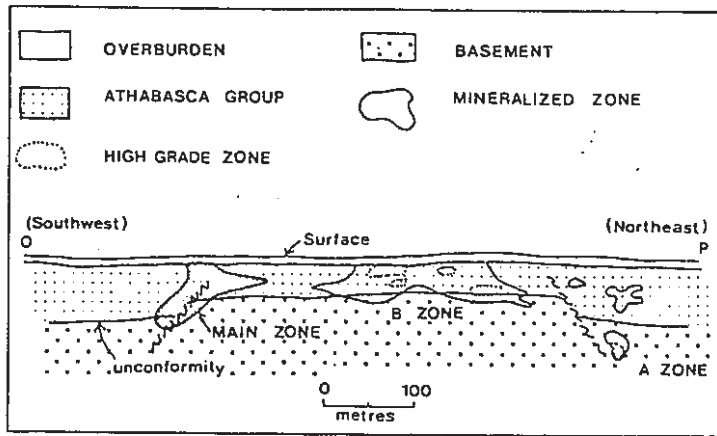 OVERBURDEN
BASEMENT
ATHABASCA GROUP
MINERALIZED ZONE
HIGH GRADE ZONE
(Southwest)
(Northeast)
O
Surface
P
B ZONE
MAIN ZONE
unconformity
A ZONE
0 100
metres